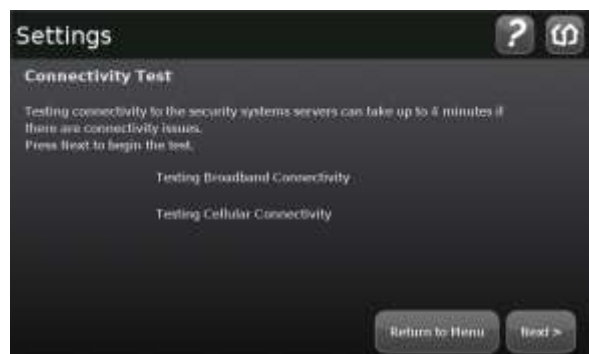 Settings
?
Connectivity Test
Testing connectivity to the security systems servers can take up to 4 minutes if
there are connectivity issues.
Press Next to begin the test.
Testing Broadband Connectivity
Testing Cellular Connectivity
Return to Menu
Next >